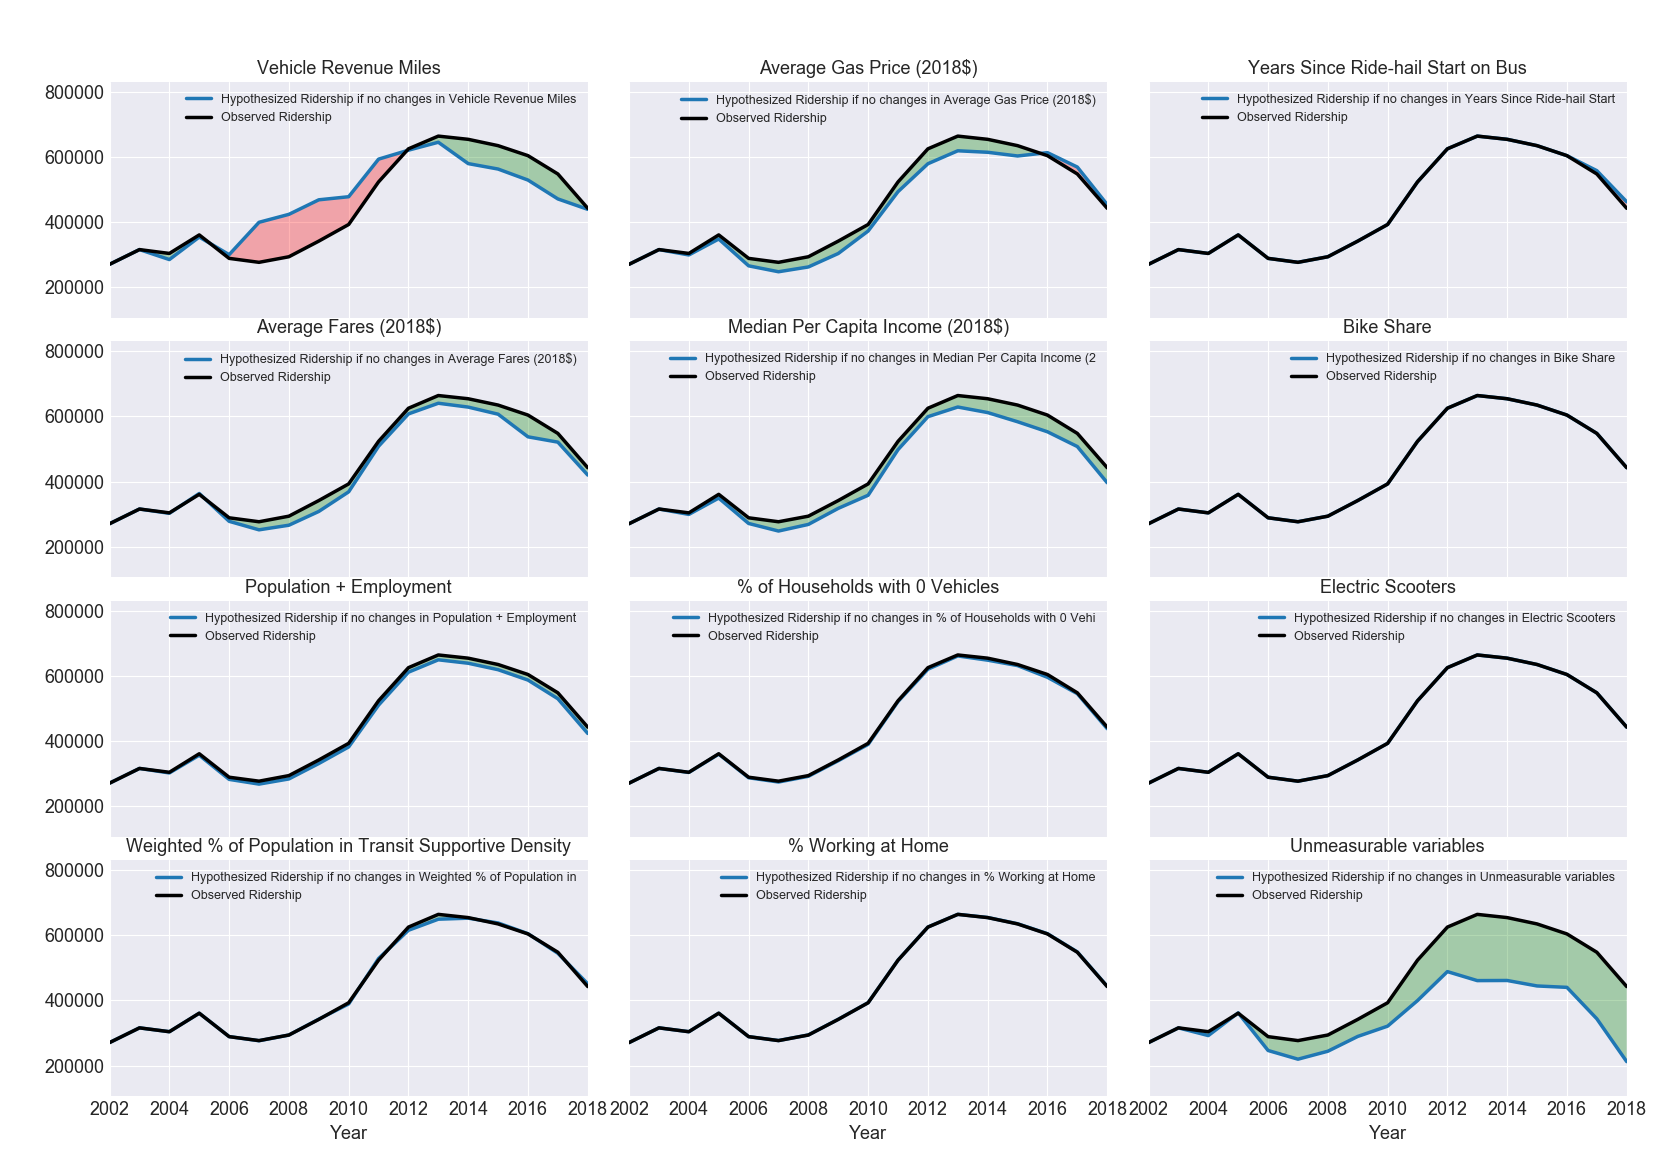 Vehicle Revenue Miles
Hypothesized Ridership if no changes in Vehicle Revenue Miles
Observed Ridership
800000
600000
400000
200000
Average Gas Price (2018$)
Hypothesized Ridership if no changes in Average Gas Price (2018$)
Observed Ridership
Years Since Ride-hail Start on Bus
Hypothesized Ridership if no changes in Years Since Ride-hail Start
Observed Ridership
Average Fares (2018$)
Hypothesized Ridership if no changes in Average Fares (2018$)
Observed Ridership
800000
600000
400000
200000
Median Per Capita Income (2018$)
Hypothesized Ridership if no changes in Median Per Capita Income (2
Observed Ridership
Bike Share
Hypothesized Ridership if no changes in Bike Share
Observed Ridership
Population + Employment
Hypothesized Ridership if no changes in Population + Employment
Observed Ridership
800000
600000
400000
200000
% of Households with 0 Vehicles
Hypothesized Ridership if no changes in % of Households with 0 Vehi
Observed Ridership
Electric Scooters
Hypothesized Ridership if no changes in Electric Scooters
Observed Ridership
Weighted % of Population in Transit Supportive Density
Hypothesized Ridership if no changes in Weighted % of Population in
Observed Ridership
800000
600000
400000
200000
2002 2004 2006 2008 2010 2012 2014 2016 2018
Year
% Working at Home
Hypothesized Ridership if no changes in % Working at Home
Observed Ridership
2002 2004 2006 2008 2010 2012 2014 2016 2018
Year
Unmeasurable variables
Hypothesized Ridership if no changes in Unmeasurable variables
Observed Ridership
2002 2004 2006 2008 2010 2012 2014 2016 2018
Year